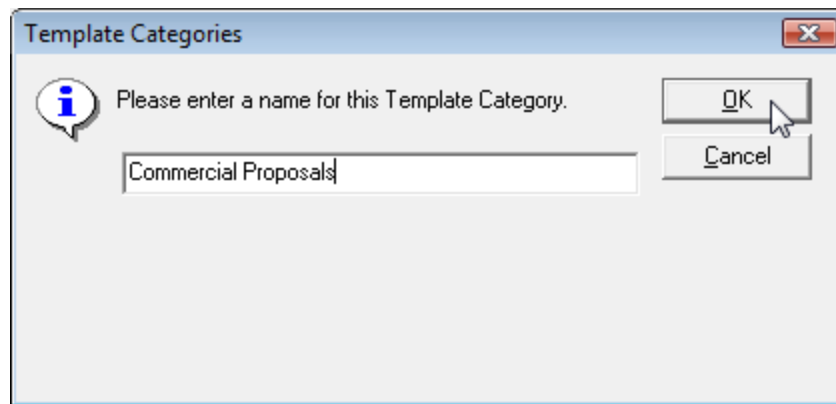 Template Categories
Please enter a name for this Template Category.
OK
Cancel
Commercial Proposals